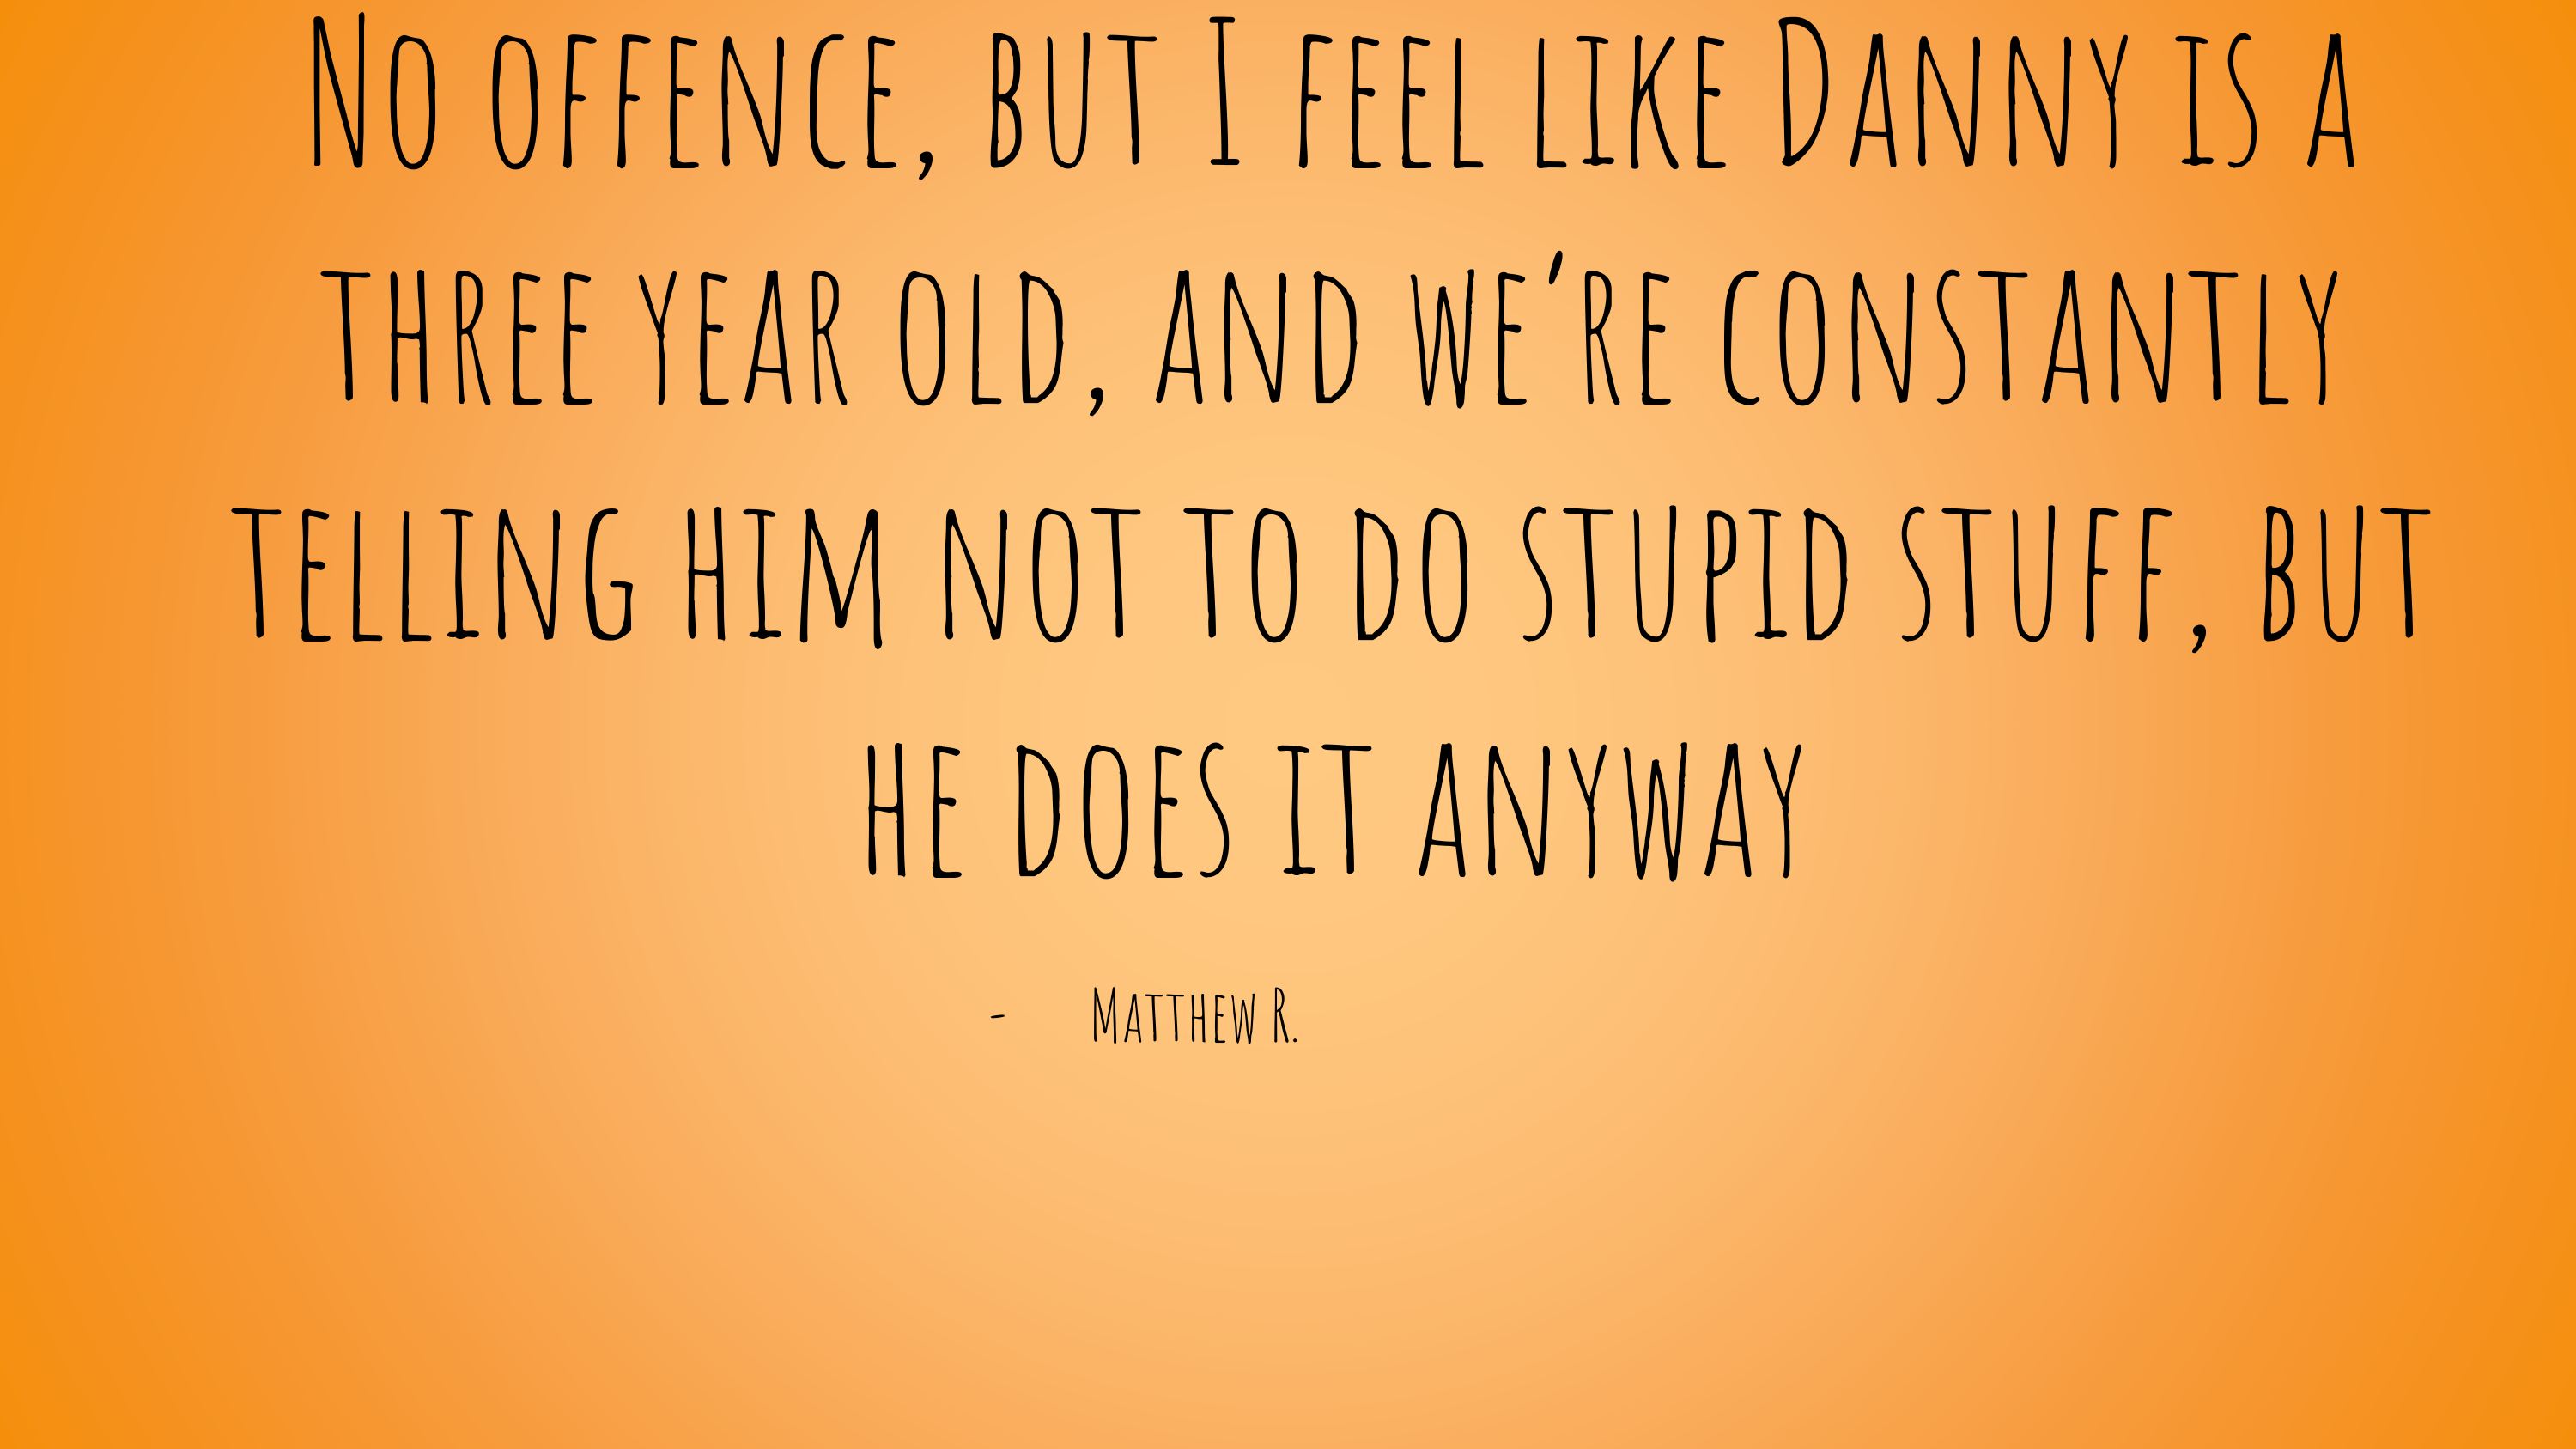 No offence, but I feel like Danny is a
three year old, and we're constantly
telling him not to do stupid stuff, but
he does it anyway
- Matthew R.